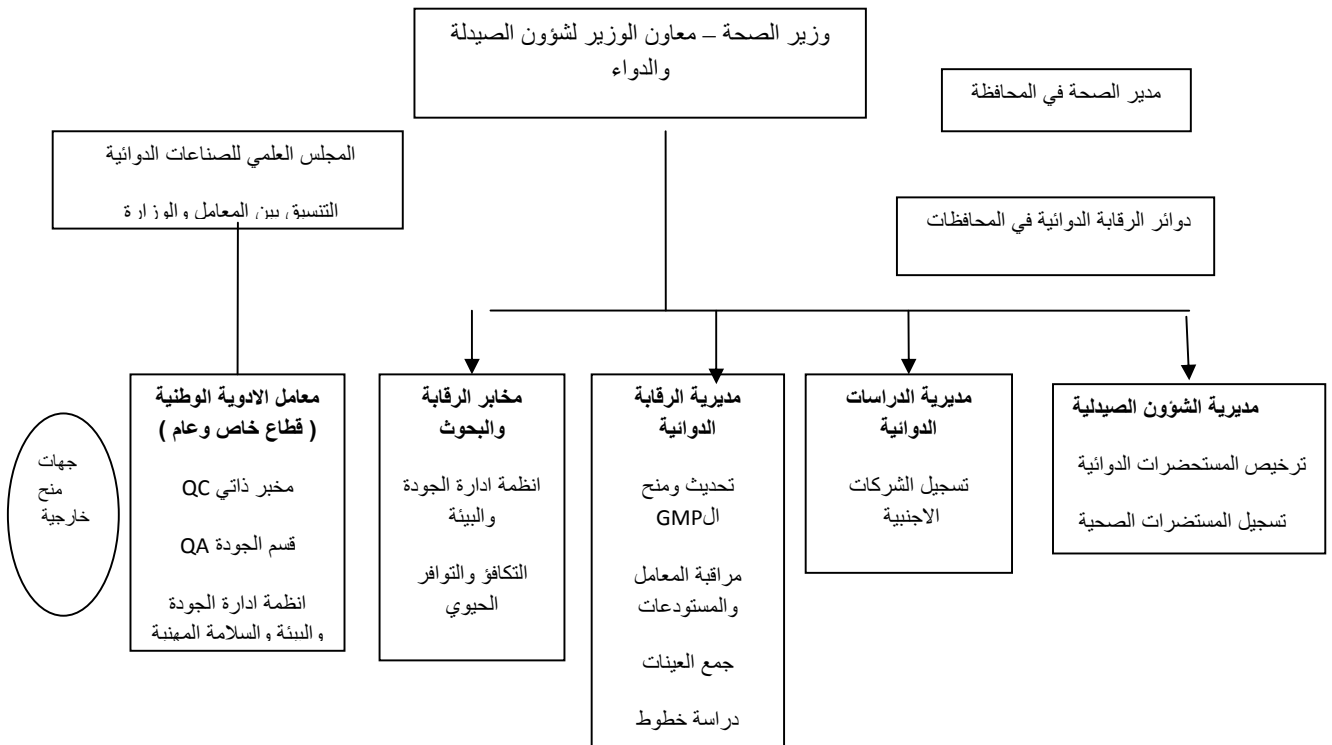 وزير الصحة – معاون الوزير لشؤون الصيدلة
والدواء
مدير الصحة في المحافظة
المجلس العلمي للصناعات الدوائية
التنسيق بين المعامل والوزارة
دوائر الرقابة الدوائية في المحافظات
مديرية الشؤون الصيدلية
ترخيص المستحضرات الدوائية
تسجيل المستضرات الصحية
مديرية الدراسات
الدوائية
تسجيل الشركات
الاجنبية
مديرية الرقابة
الدوائية
تحديث ومنح
الGMP
مراقبة المعامل
والمستودعات
جمع العينات
دراسة خطوط
مخابر الرقابة
والبحوث
انظمة ادارة الجودة
والبيئة
التكافؤ والتوافر
الحيوي
معامل الادوية الوطنية
( قطاع خاص وعام )
مخبر ذاتي QC
قسم الجودة QA
انظمة ادارة الجودة
والبيئة والسلامة المهنية
جهات
منح
خارجية